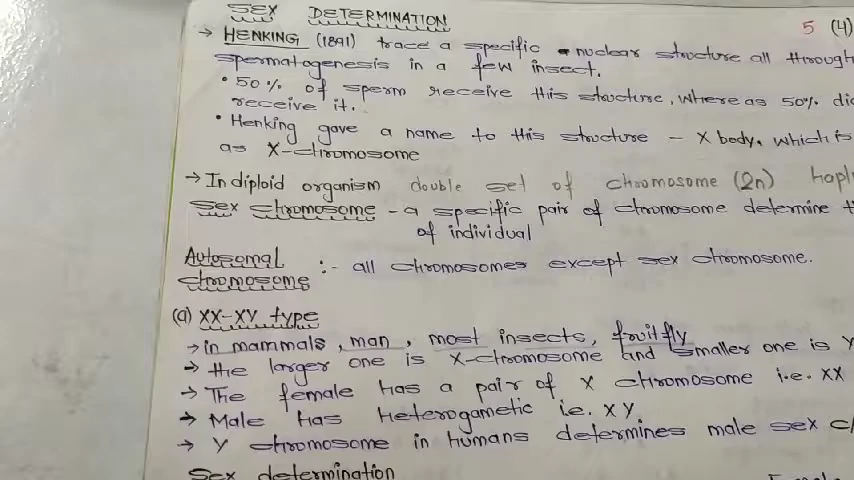 SEX DETERMINATION
5 (4)
→ HENKING (1891) trace a specific nuclear structure all through
spermatogenesis in a few insect.
• 50% of sperm receive this structure, whereas 50%
receive it.
• Henking gave a name to this structure - X body, which is
as X-chromosome
→ In diploid organism double set of chromosome (2n)
Sex chromosome - a specific pair of chromosome determine
of individual
Autosomal chromosome :- all chromosomes except sex chromosome.
(a) XX-XY type
→ in mammals, man, most insects, fruitfly
→ the larger one is X-chromosome and smaller one is Y
→ The female has a pair of X chromosome i.e. XX
→ Male has heterogametic i.e. XY
→ Y chromosome in humans determines male sex
Sex determination